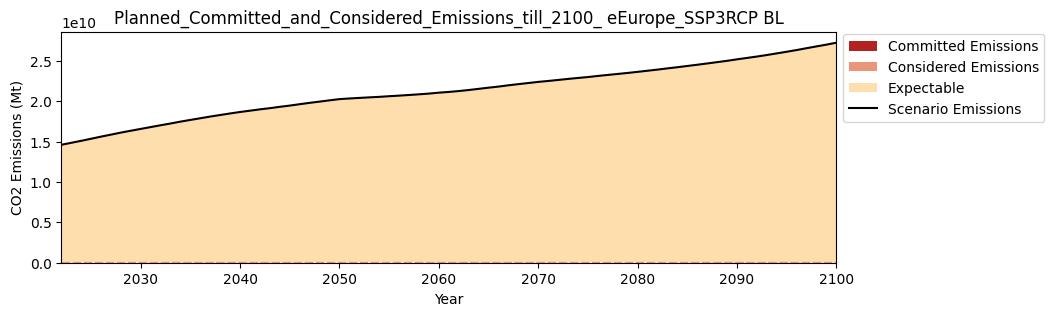 Planned_Committed_and_Considered_Emissions_till_2100_ eEurope_SSP3RCP BL
1e10
2.5
2.0
1.5
1.0
0.5
0.0
CO2 Emissions (Mt)
2030 2040 2050 2060 2070 2080 2090 2100
Year
Committed Emissions
Considered Emissions
Expectable
Scenario Emissions